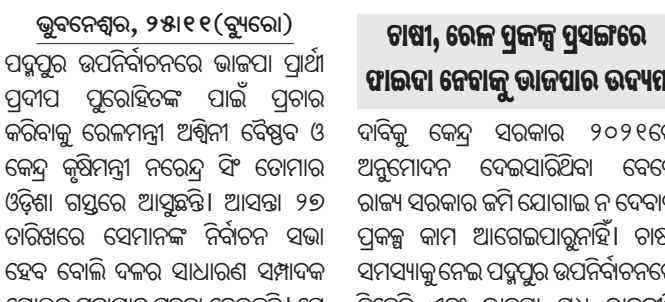 ଭୁବନେଶ୍ୱର, ୨୫।୧୧(ବ୍ୟୁରୋ)
ପଦ୍ମପୁର ଉପନିର୍ବାଚନରେ ଭାଜପା ପ୍ରାର୍ଥୀ
ପ୍ରଦୀପ ପୁରୋହିତଙ୍କ ପାଇଁ ପ୍ରଚାର
କରିବାକୁ ରେଳମନ୍ତ୍ରୀ ଅଶ୍ୱିନୀ ବୈଷ୍ଣବ ଓ
କେନ୍ଦ୍ର କୃଷିମନ୍ତ୍ରୀ ନରେନ୍ଦ୍ର ସିଂ ତୋମାର
ଓଡ଼ିଶା ଗସ୍ତରେ ଆସୁଛନ୍ତି। ଆସନ୍ତା ୨୭
ତାରିଖରେ ସେମାନଙ୍କ ନିର୍ବାଚନ ସଭା
ହେବ ବୋଲି ଦଳର ସାଧାରଣ ସମ୍ପାଦକ
ଚାଷୀ, ରେଳ ପ୍ରକଳ୍ପ ପ୍ରସଙ୍ଗରେ
ଫାଇଦା ନେବାକୁ ଭାଜପାର ଉଦ୍ୟମ
ଦାବିକୁ କେନ୍ଦ୍ର ସରକାର ୨୦୨୧ରେ
ଅନୁମୋଦନ ଦେଇସାରିଥିବା ବେଳେ
ରାଜ୍ୟ ସରକାର ଜମି ଯୋଗାଇ ନ ଦେବାରୁ
ପ୍ରକଳ୍ପ କାମ ଆଗେଇପାରୁନାହିଁ। ଚାଷୀ
ସମସ୍ୟାକୁ ନେଇ ପଦ୍ମପୁର ଉପନିର୍ବାଚନରେ